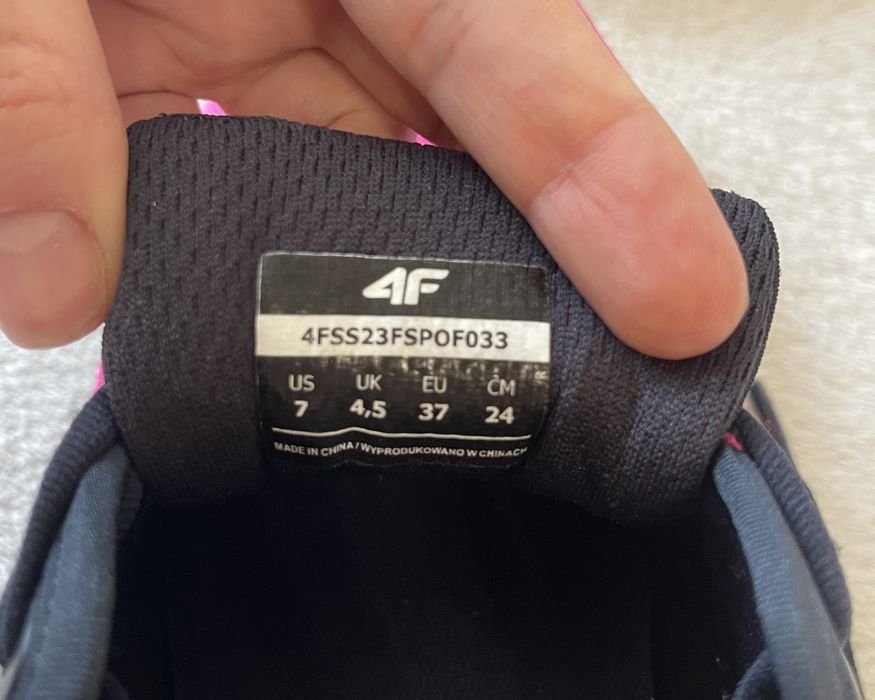 4F
4FSS23FSPOF033
US UK EU CM
7 4,5 37 24
MADE IN CHINA / WYPRODUKOWANO W CHINACH